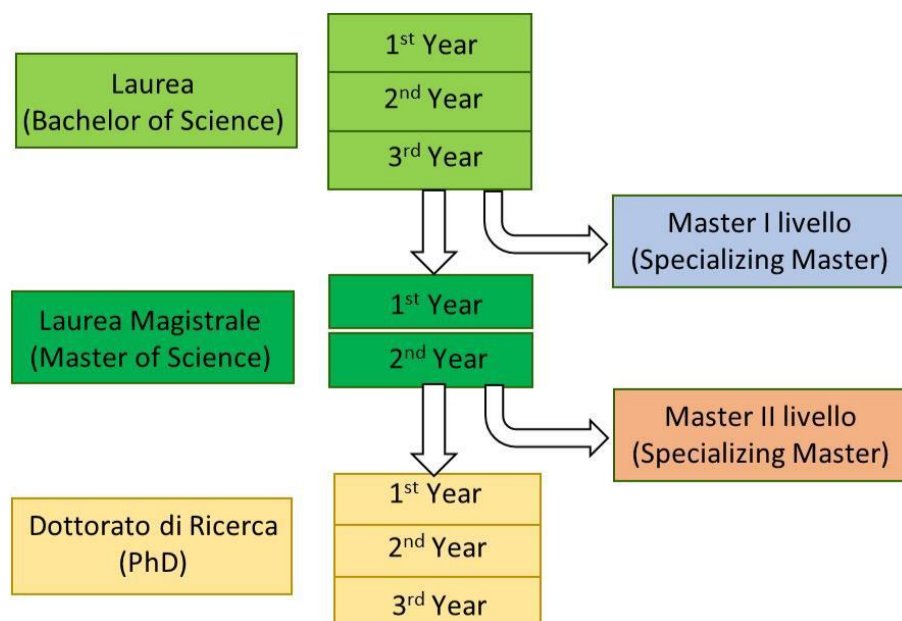 Laurea
(Bachelor of Science)
1st Year
2nd Year
3rd Year
Master I livello
(Specializing Master)
Laurea Magistrale
(Master of Science)
1st Year
2nd Year
Master II livello
(Specializing Master)
Dottorato di Ricerca
(PhD)
1st Year
2nd Year
3rd Year